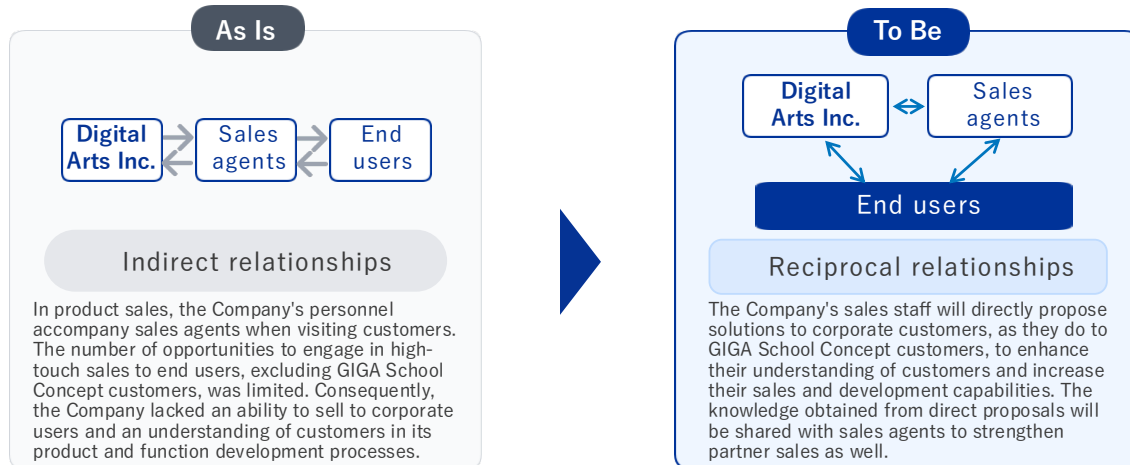 As Is
Digital
Arts Inc.
Sales
agents
End
users
Indirect relationships
In product sales, the Company's personnel
accompany sales agents when visiting customers.
The number of opportunities to engage in high-
touch sales to end users, excluding GIGA School
Concept customers, was limited. Consequently,
the Company lacked an ability to sell to corporate
users and an understanding of customers in its
product and function development processes.
To Be
Digital
Arts Inc.
Sales
agents
End users
Reciprocal relationships
The Company's sales staff will directly propose
solutions to corporate customers, as they do to
GIGA School Concept customers, to enhance
their understanding of customers and increase
their sales and development capabilities. The
knowledge obtained from direct proposals will
be shared with sales agents to strengthen
partner sales as well.